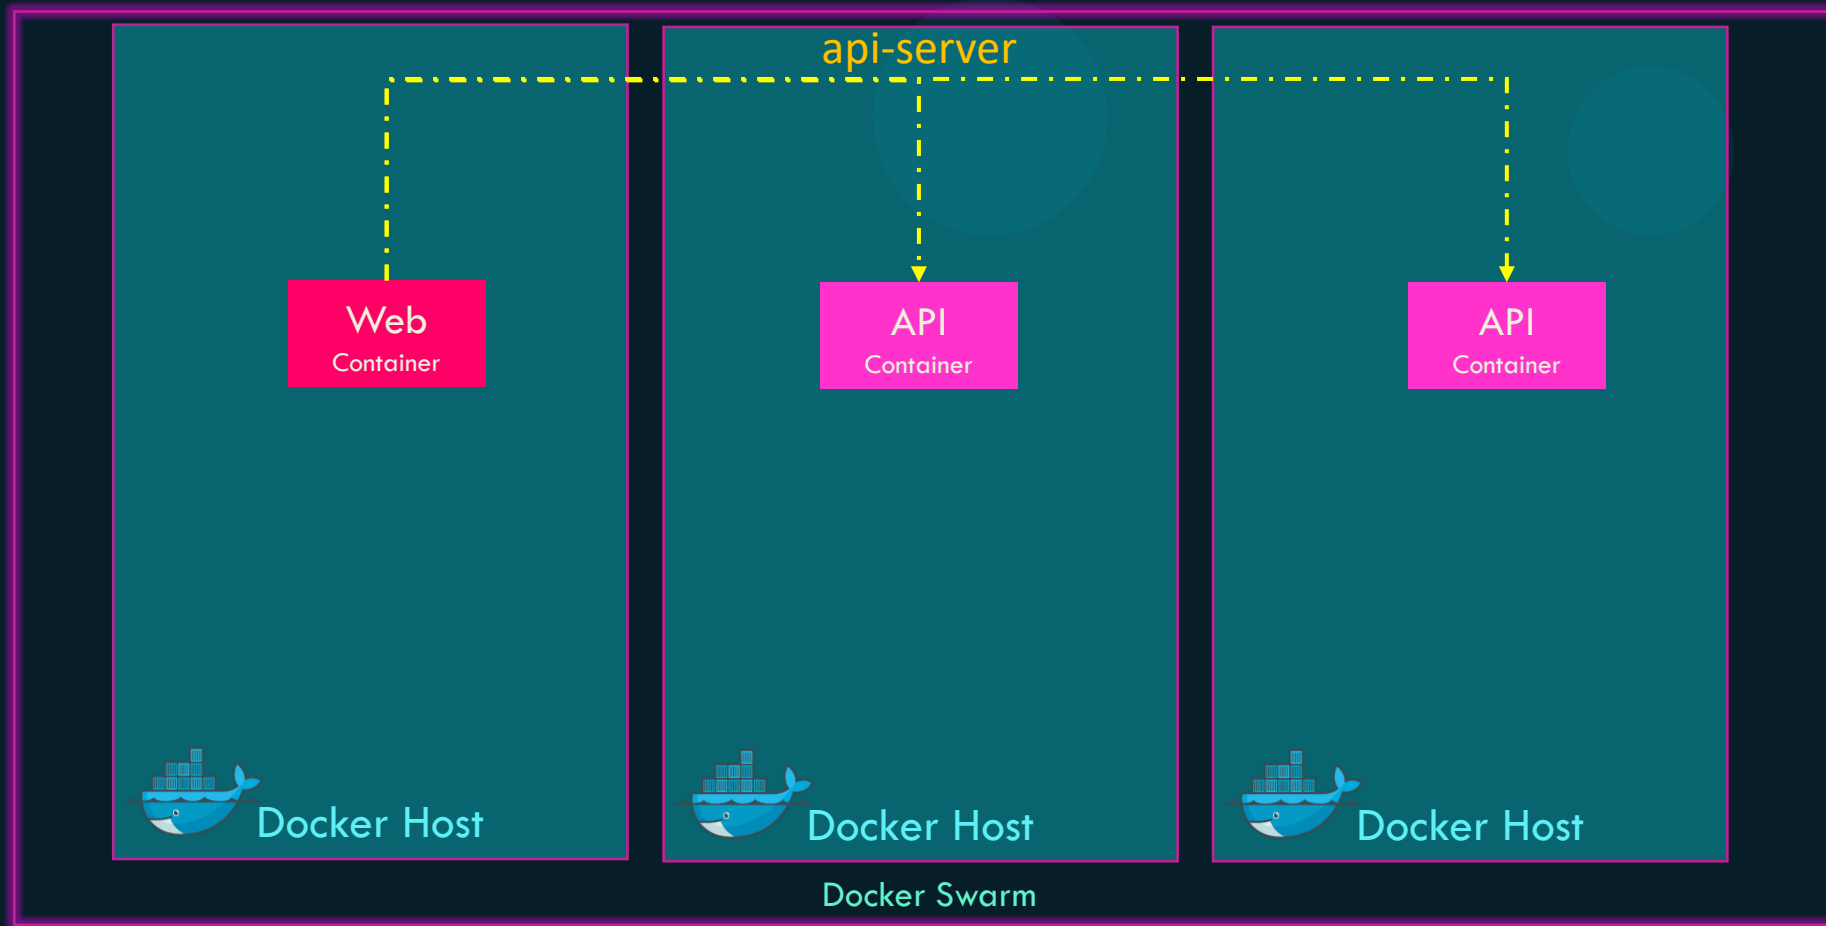 api-server
Web
Container
API
Container
API
Container
Docker Host
Docker Host
Docker Host
Docker Swarm